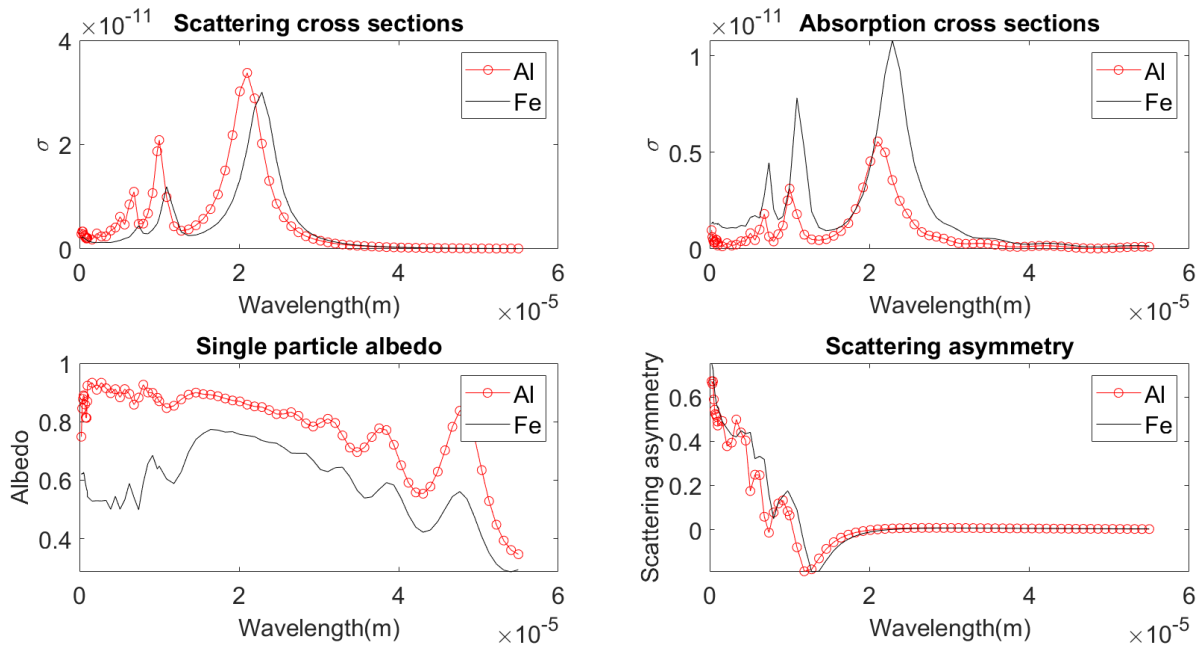 Scattering cross sections
×10⁻¹¹
4
2
0
σ
Al
Fe
0 2 4 6
Wavelength(m)
×10⁻⁵
Absorption cross sections
×10⁻¹¹
1
0.5
0
σ
Al
Fe
0 2 4 6
Wavelength(m)
×10⁻⁵
Single particle albedo
1
0.8
0.6
0.4
Albedo
Al
Fe
0 2 4 6
Wavelength(m)
×10⁻⁵
Scattering asymmetry
0.6
0.4
0.2
0
Scattering asymmetry
Al
Fe
0 2 4 6
Wavelength(m)
×10⁻⁵